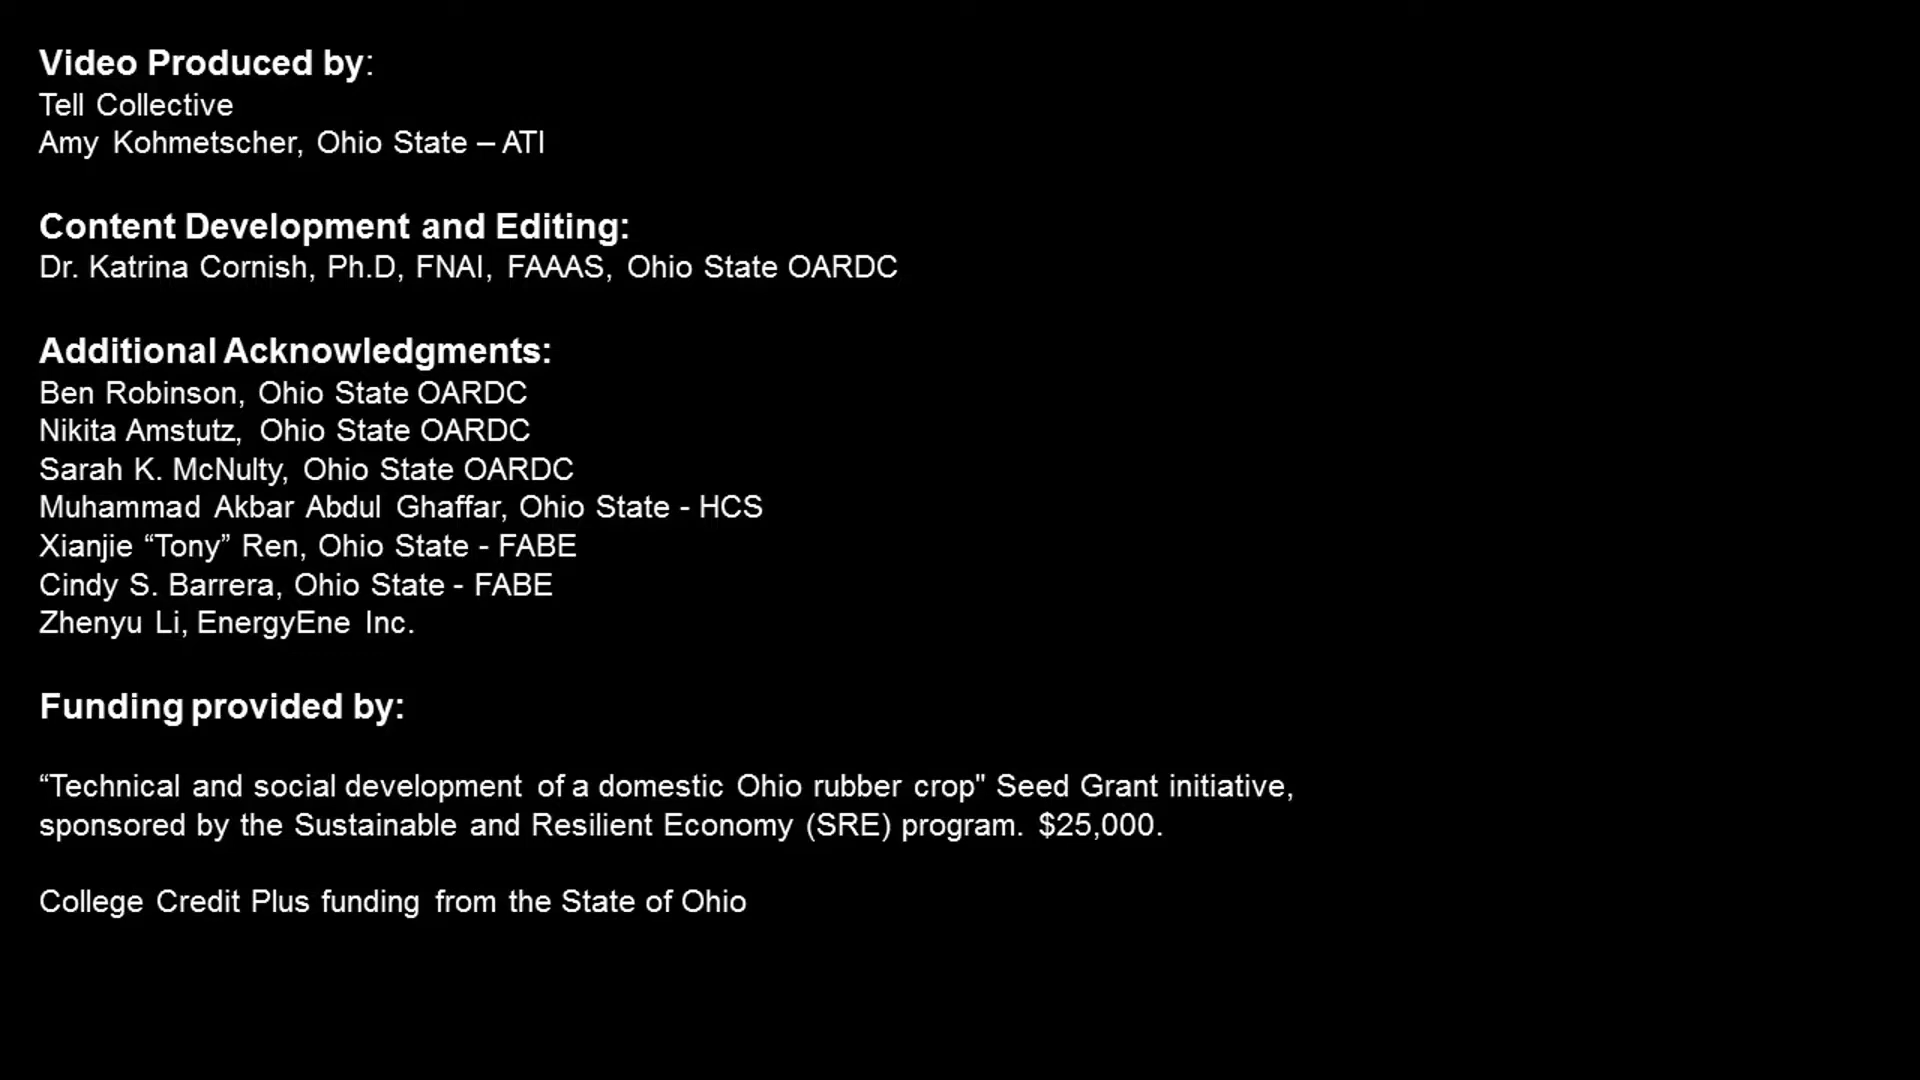 Video Produced by:
Tell Collective
Amy Kohmetscher, Ohio State – ATI
Content Development and Editing:
Dr. Katrina Cornish, Ph.D, FNAI, FAAAS, Ohio State OARDC
Additional Acknowledgments:
Ben Robinson, Ohio State OARDC
Nikita Amstutz, Ohio State OARDC
Sarah K. McNulty, Ohio State OARDC
Muhammad Akbar Abdul Ghaffar, Ohio State - HCS
Xianjie “Tony” Ren, Ohio State - FABE
Cindy S. Barrera, Ohio State - FABE
Zhenyu Li, EnergyEne Inc.
Funding provided by:
“Technical and social development of a domestic Ohio rubber crop" Seed Grant initiative,
sponsored by the Sustainable and Resilient Economy (SRE) program. $25,000.
College Credit Plus funding from the State of Ohio